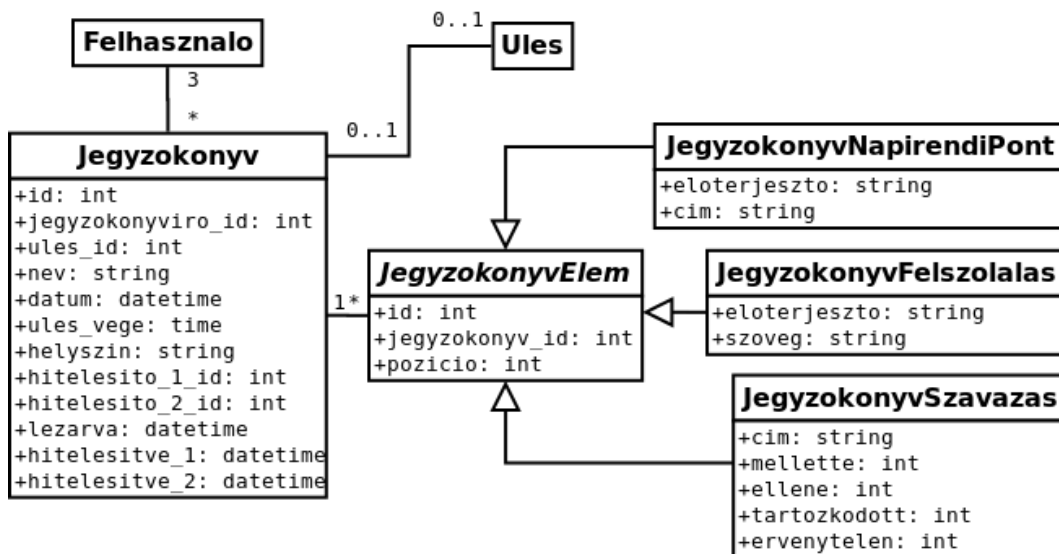 Felhasznalo
3
*
0..1
Ules
0..1
Jegyzokonyv
+id: int
+jegyzokonyviro_id: int
+ules_id: int
+nev: string
+datum: datetime
+ules_vege: time
+helyszin: string
+hitelesito_1_id: int
+hitelesito_2_id: int
+lezarva: datetime
+hitelesitve_1: datetime
+hitelesitve_2: datetime
1*
JegyzokonyvElem
+id: int
+jegyzokonyv_id: int
+pozicio: int
JegyzokonyvNapirendiPont
+eloterjeszto: string
+cim: string
JegyzokonyvFelszolalas
+eloterjeszto: string
+szoveg: string
JegyzokonyvSzavazas
+cim: string
+mellette: int
+ellene: int
+tartozkodott: int
+ervenytelen: int